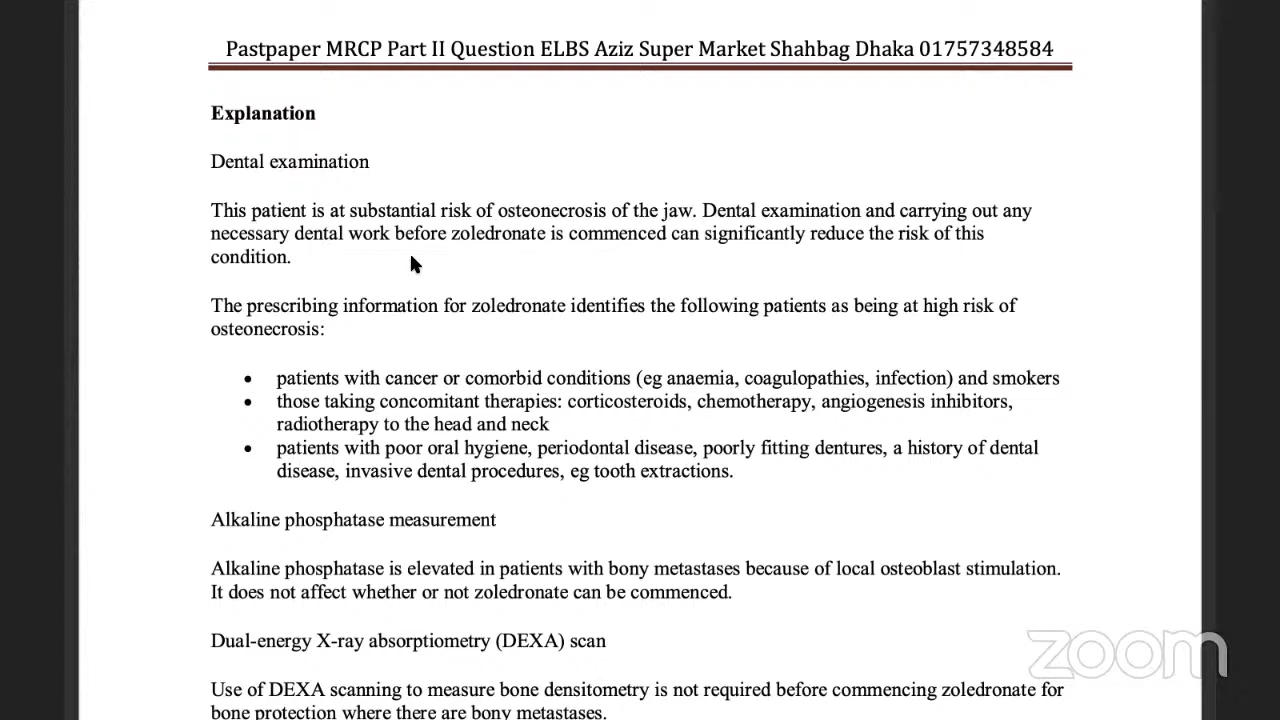 Pastpaper MRCP Part II Question ELBS Aziz Super Market Shahbag Dhaka 01757348584
Explanation
Dental examination
This patient is at substantial risk of osteonecrosis of the jaw. Dental examination and carrying out any
necessary dental work before zoledronate is commenced can significantly reduce the risk of this
condition.
The prescribing information for zoledronate identifies the following patients as being at high risk of
osteonecrosis:
• patients with cancer or comorbid conditions (eg anaemia, coagulopathies, infection) and smokers
• those taking concomitant therapies: corticosteroids, chemotherapy, angiogenesis inhibitors,
radiotherapy to the head and neck
• patients with poor oral hygiene, periodontal disease, poorly fitting dentures, a history of dental
disease, invasive dental procedures, eg tooth extractions.
Alkaline phosphatase measurement
Alkaline phosphatase is elevated in patients with bony metastases because of local osteoblast stimulation.
It does not affect whether or not zoledronate can be commenced.
Dual-energy X-ray absorptiometry (DEXA) scan
Use of DEXA scanning to measure bone densitometry is not required before commencing zoledronate for
bone protection where there are bony metastases.
zoom